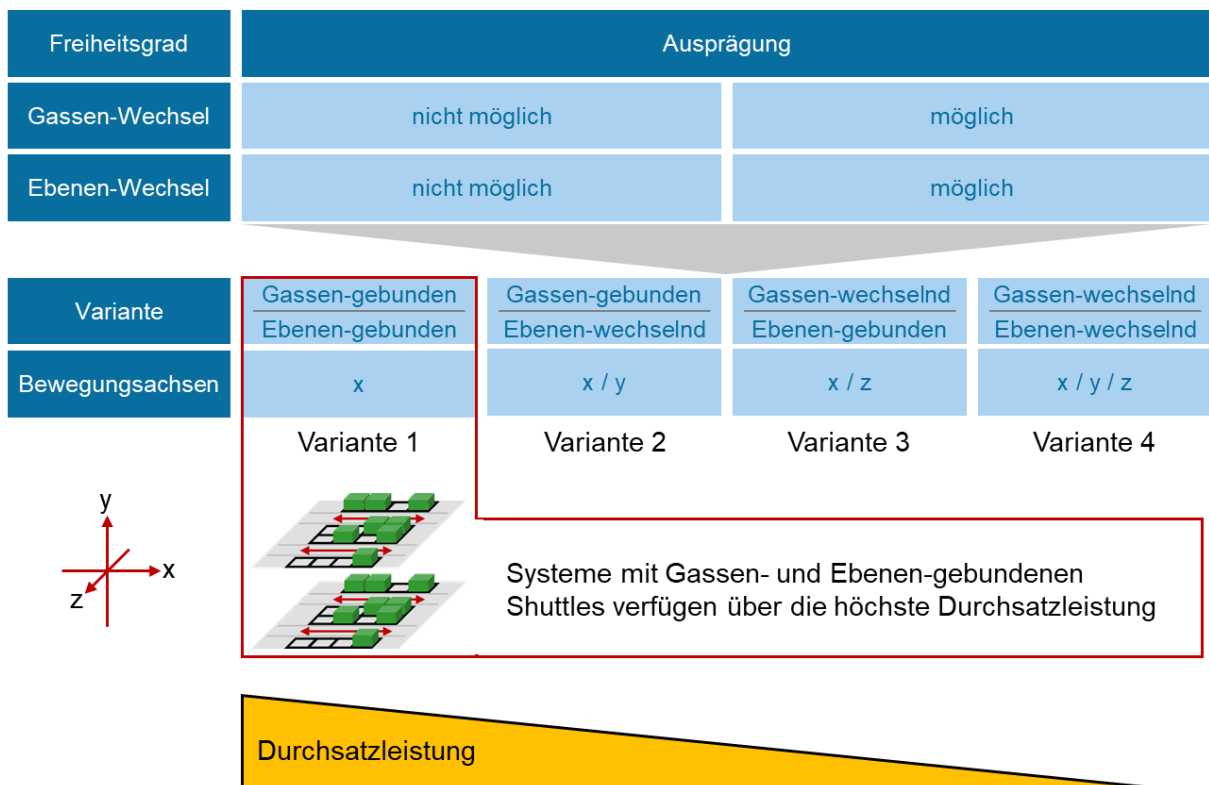 Freiheitsgrad
Ausprägung
Gassen-Wechsel
nicht möglich
möglich
Ebenen-Wechsel
nicht möglich
möglich
Variante
Gassen-gebunden
Ebenen-gebunden
Gassen-gebunden
Ebenen-wechselnd
Gassen-wechselnd
Ebenen-gebunden
Gassen-wechselnd
Ebenen-wechselnd
Bewegungsachsen
x
x / y
x / z
x / y / z
Variante 1
Variante 2
Variante 3
Variante 4
y
x
z
Systeme mit Gassen- und Ebenen-gebundenen
Shuttles verfügen über die höchste Durchsatzleistung
Durchsatzleistung